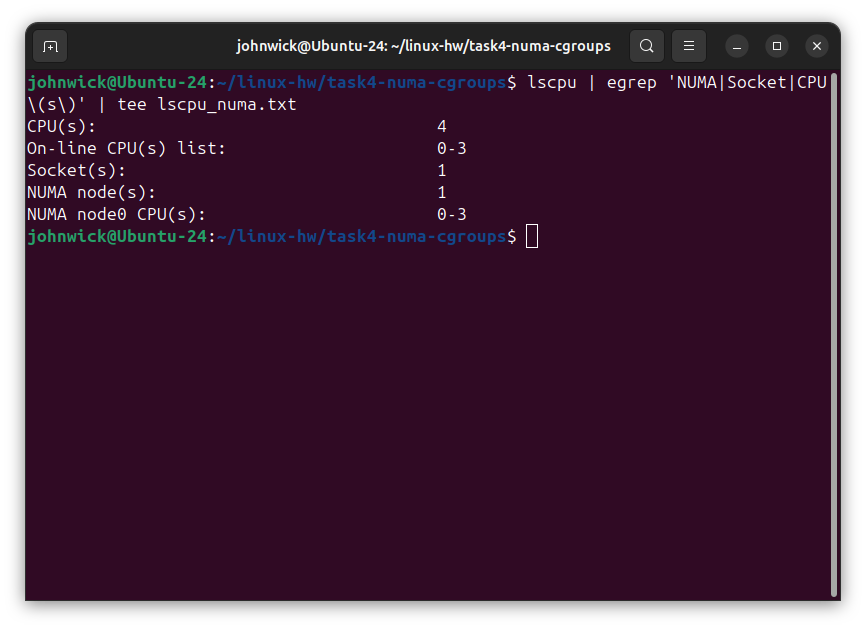 johnwick@Ubuntu-24: ~/linux-hw/task4-numa-cgroups
johnwick@Ubuntu-24:~/linux-hw/task4-numa-cgroups$ lscpu | egrep 'NUMA|Socket|CPU
\(s\)' | tee lscpu_numa.txt
CPU(s): 4
On-line CPU(s) list: 0-3
Socket(s): 1
NUMA node(s): 1
NUMA node0 CPU(s): 0-3
johnwick@Ubuntu-24:~/linux-hw/task4-numa-cgroups$